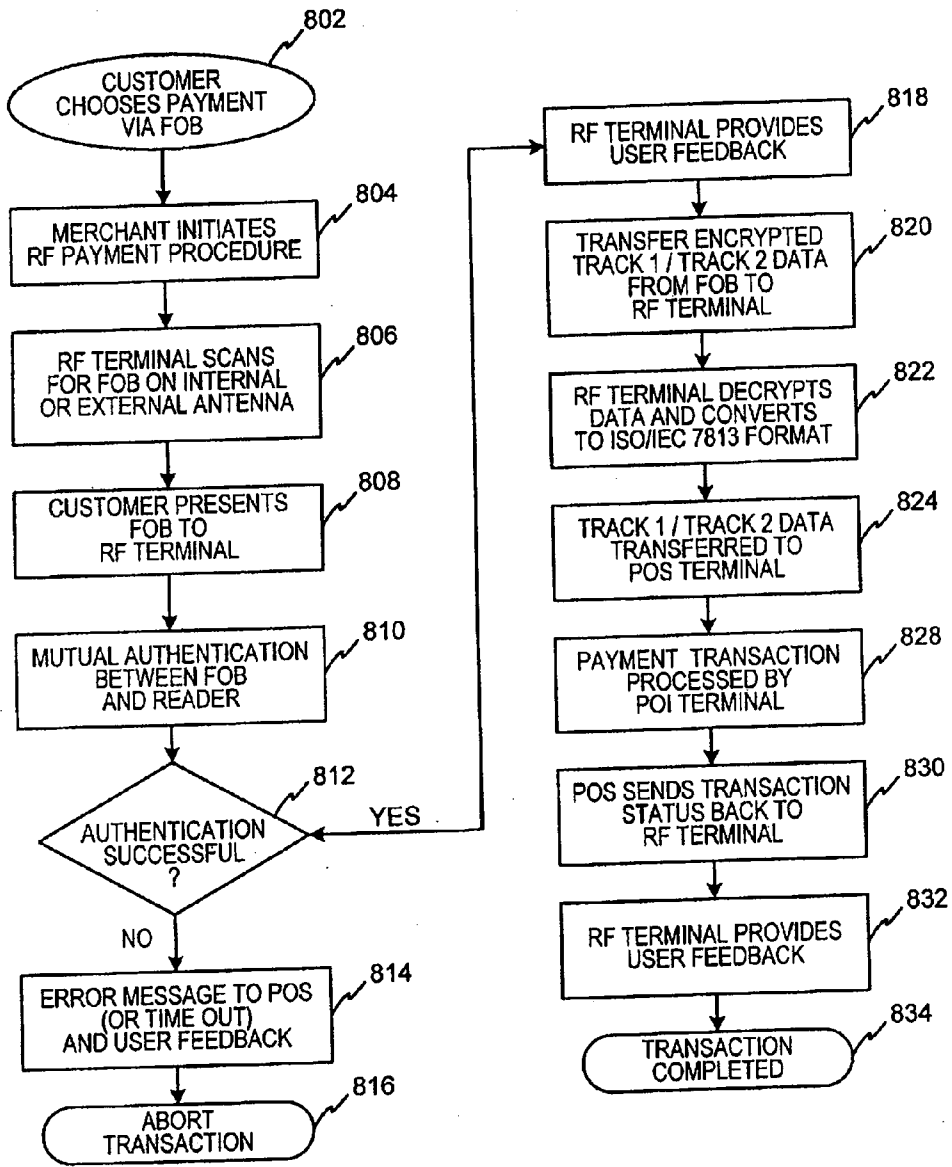 802
CUSTOMER
CHOOSES PAYMENT
VIA FOB
804
MERCHANT INITIATES
RF PAYMENT PROCEDURE
806
RF TERMINAL SCANS
FOR FOB ON INTERNAL
OR EXTERNAL ANTENNA
808
CUSTOMER PRESENTS
FOB TO
RF TERMINAL
810
MUTUAL AUTHENTICATION
BETWEEN FOB
AND READER
812
AUTHENTICATION
SUCCESSFUL
?
YES
NO
814
ERROR MESSAGE TO POS
(OR TIME OUT)
AND USER FEEDBACK
816
ABORT
TRANSACTION
818
RF TERMINAL PROVIDES
USER FEEDBACK
820
TRANSFER ENCRYPTED
TRACK 1 / TRACK 2 DATA
FROM FOB TO
RF TERMINAL
822
RF TERMINAL DECRYPTS
DATA AND CONVERTS
TO ISO/IEC 7813 FORMAT
824
TRACK 1 / TRACK 2 DATA
TRANSFERRED TO
POS TERMINAL
828
PAYMENT TRANSACTION
PROCESSED BY
POI TERMINAL
830
POS SENDS TRANSACTION
STATUS BACK TO
RF TERMINAL
832
RF TERMINAL PROVIDES
USER FEEDBACK
834
TRANSACTION
COMPLETED